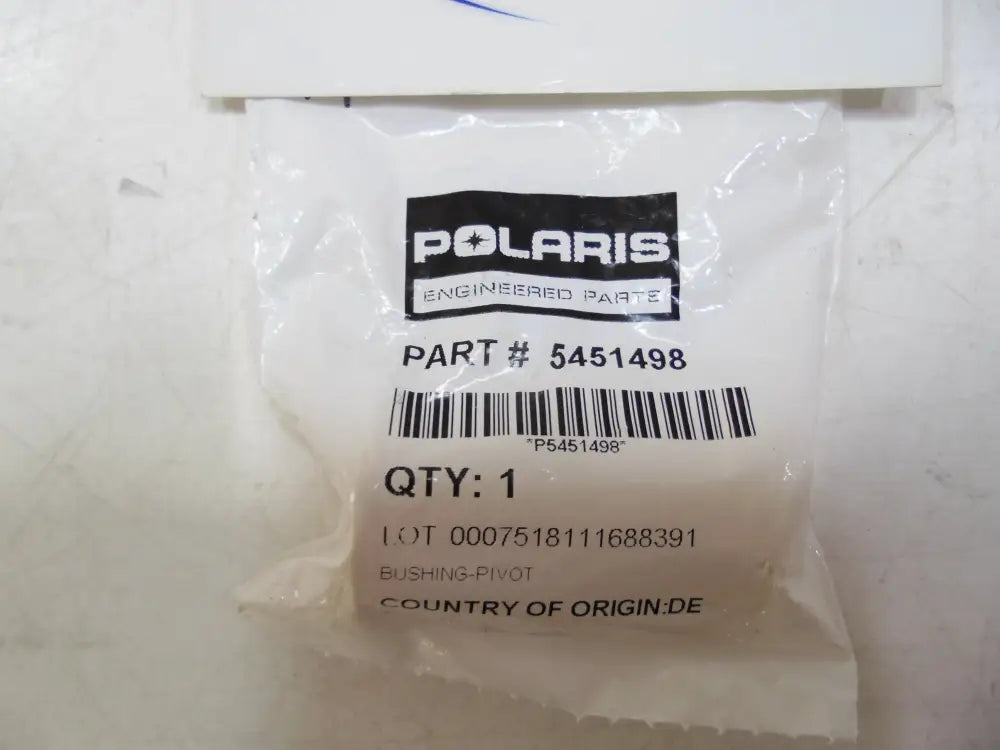 POLARIS
ENGINEERED PARTS
PART # 5451498
*P5451498*
QTY: 1
LOT 0007518111688391
BUSHING-PIVOT
COUNTRY OF ORIGIN:DE